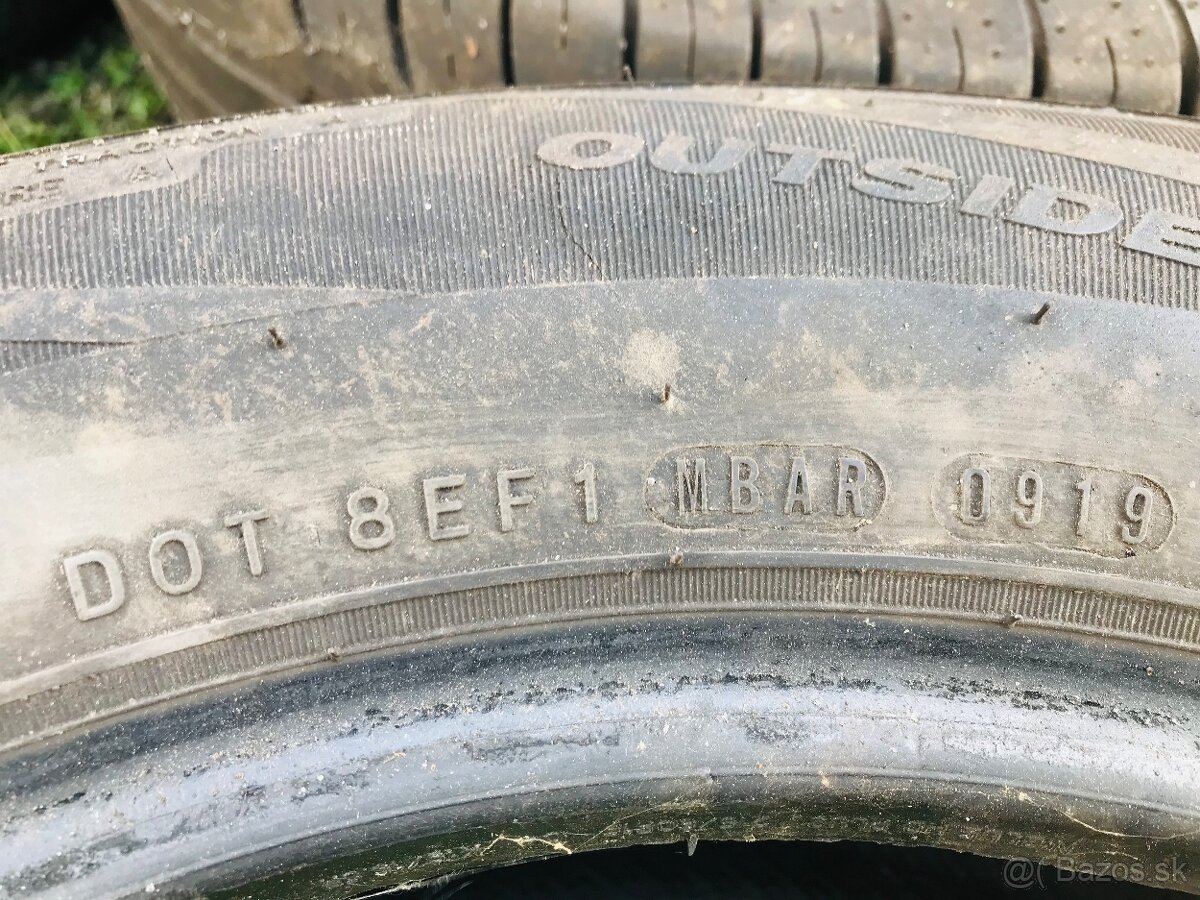 OUTSIDE
DOT 8EF1 MBAR 0919
@( Bazos.sk